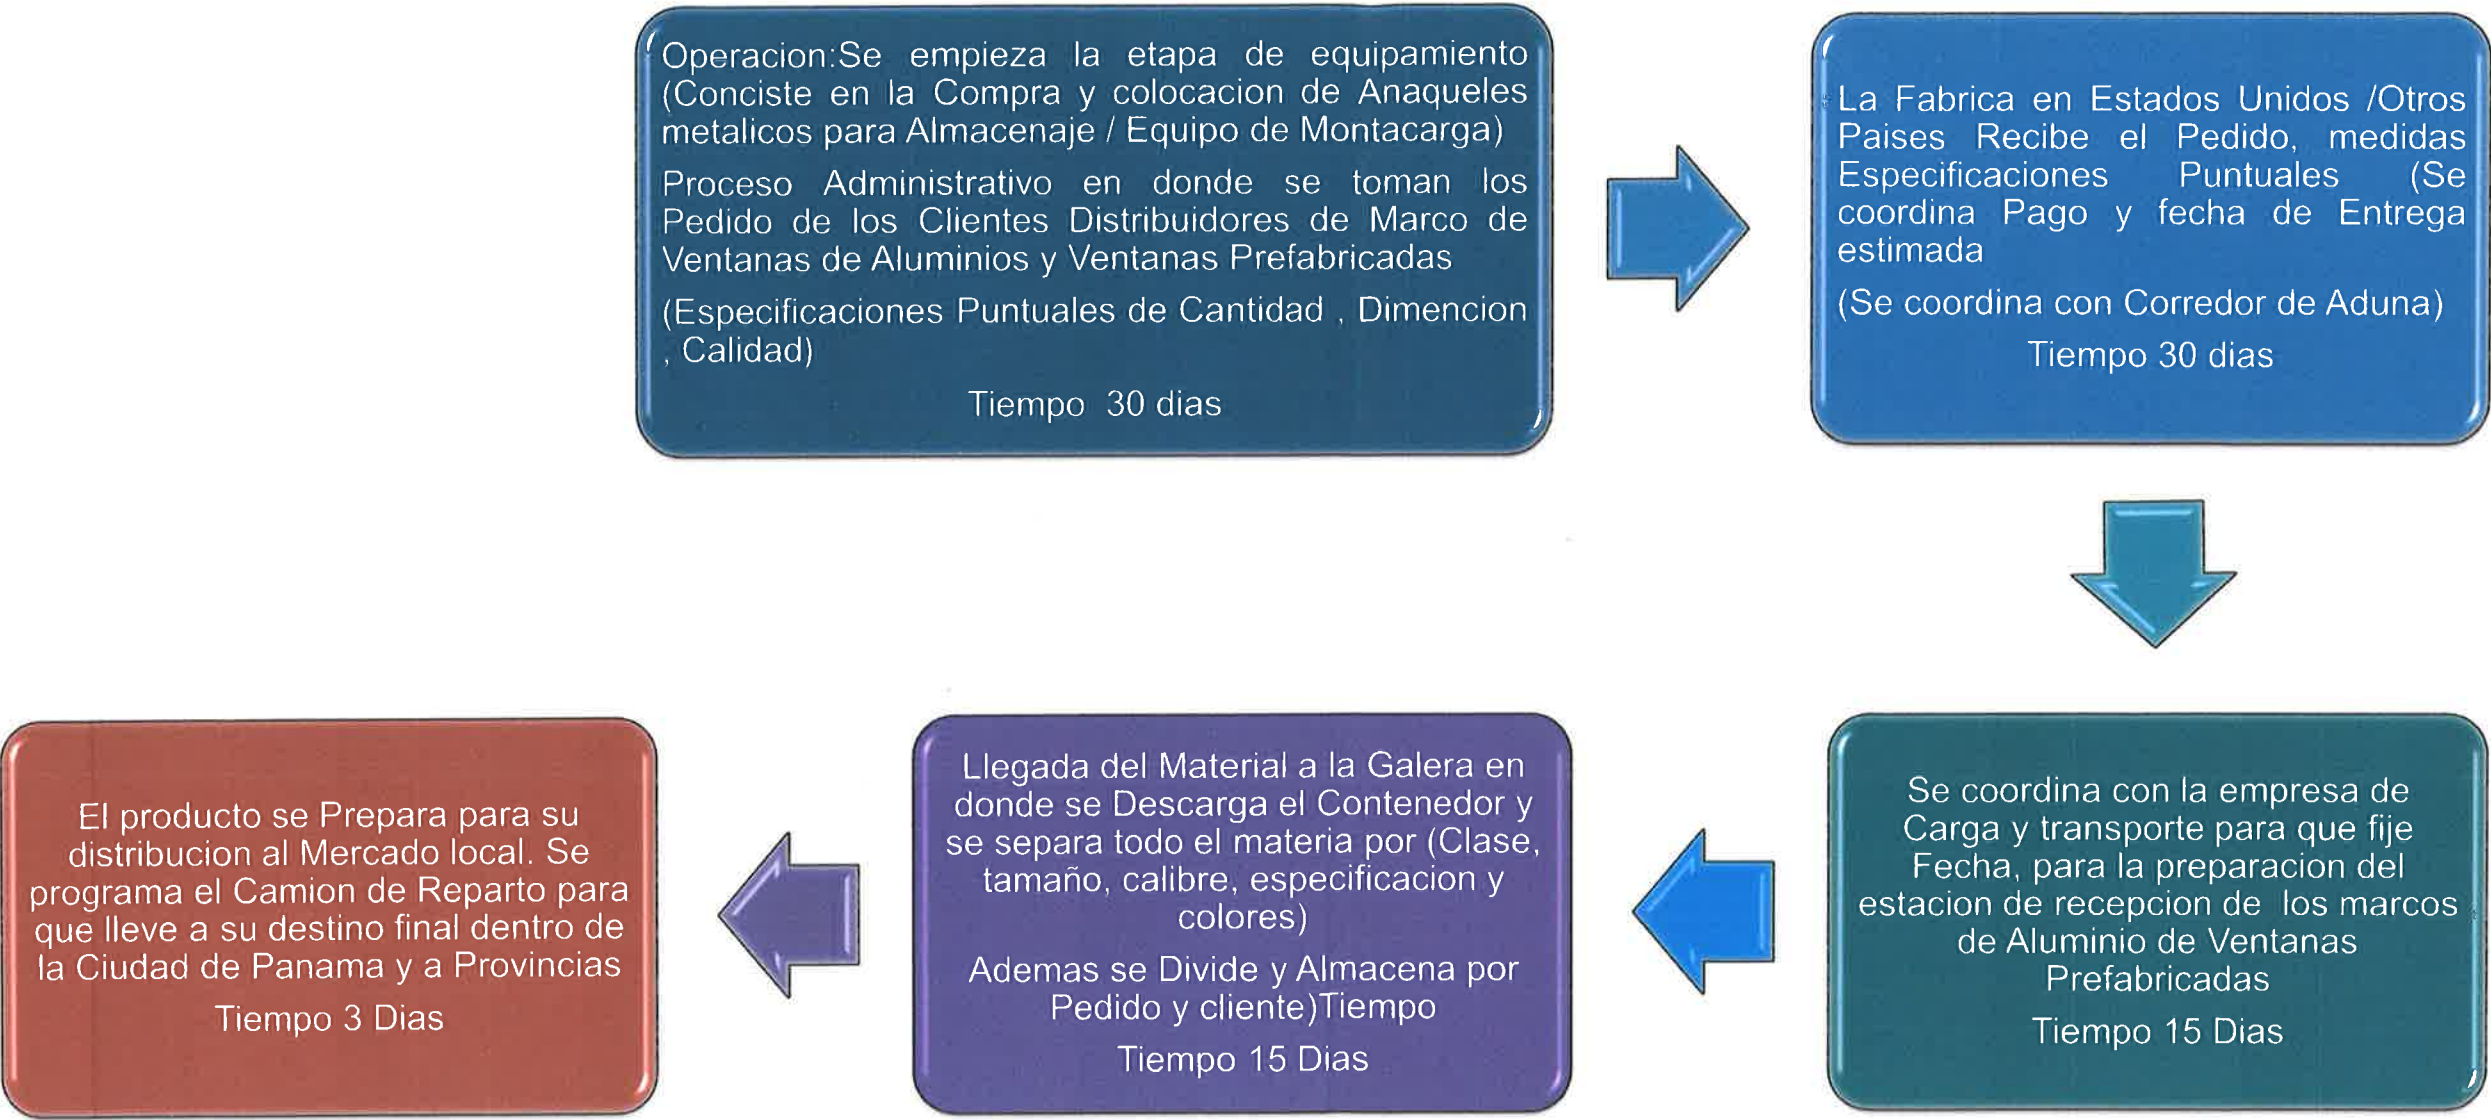 Operacion:Se empieza la etapa de equipamiento
(Conciste en la Compra y colocacion de Anaqueles
metalicos para Almacenaje / Equipo de Montacarga)
Proceso Administrativo en donde se toman los
Pedido de los Clientes Distribuidores de Marco de
Ventanas de Aluminios y Ventanas Prefabricadas
(Especificaciones Puntuales de Cantidad , Dimencion
, Calidad)
Tiempo 30 dias
La Fabrica en Estados Unidos /Otros
Paises Recibe el Pedido, medidas
Especificaciones Puntuales (Se
coordina Pago y fecha de Entrega
estimada
(Se coordina con Corredor de Aduna)
Tiempo 30 dias
Se coordina con la empresa de
Carga y transporte para que fije
Fecha, para la preparacion del
estacion de recepcion de los marcos
de Aluminio de Ventanas
Prefabricadas
Tiempo 15 Dias
Llegada del Material a la Galera en
donde se Descarga el Contenedor y
se separa todo el materia por (Clase,
tamaño, calibre, especificacion y
colores)
Ademas se Divide y Almacena por
Pedido y cliente)Tiempo
Tiempo 15 Dias
El producto se Prepara para su
distribucion al Mercado local. Se
programa el Camion de Reparto para
que lleve a su destino final dentro de
la Ciudad de Panama y a Provincias
Tiempo 3 Dias